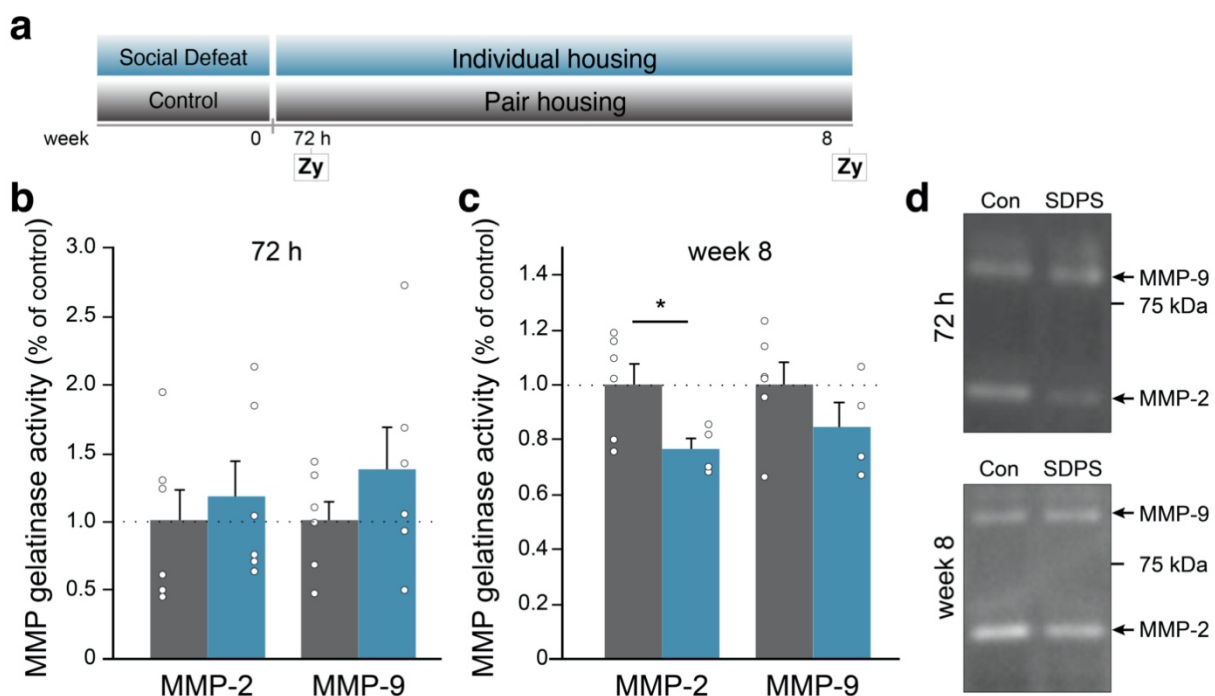 a
Social Defeat
Individual housing
Control
Pair housing
week
0
72 h
8
Zy
Zy
b
MMP gelatinase activity (% of control)
72 h
3.0
2.5
2.0
1.5
1.0
0.5
0
MMP-2
MMP-9
c
MMP gelatinase activity (% of control)
week 8
1.4
1.2
1.0
0.8
0.6
0.4
0.2
0
*
MMP-2
MMP-9
d
Con SDPS
72 h
MMP-9
75 kDa
MMP-2
Con SDPS
week 8
MMP-9
75 kDa
MMP-2